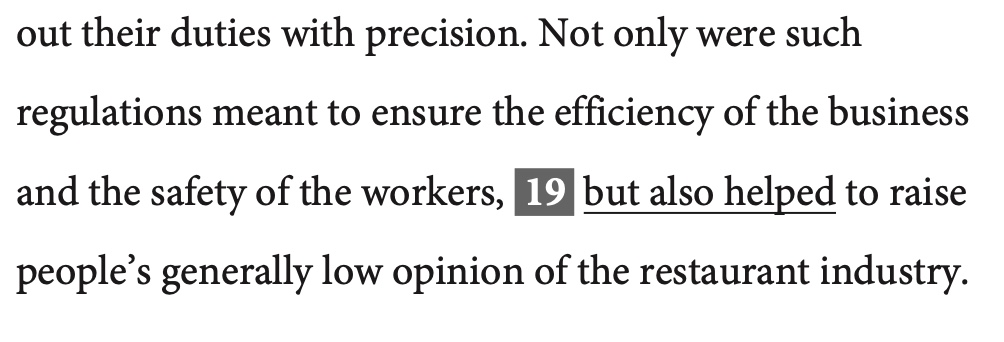 out their duties with precision. Not only were such
regulations meant to ensure the efficiency of the business
and the safety of the workers, 19 but also helped to raise
people’s generally low opinion of the restaurant industry.